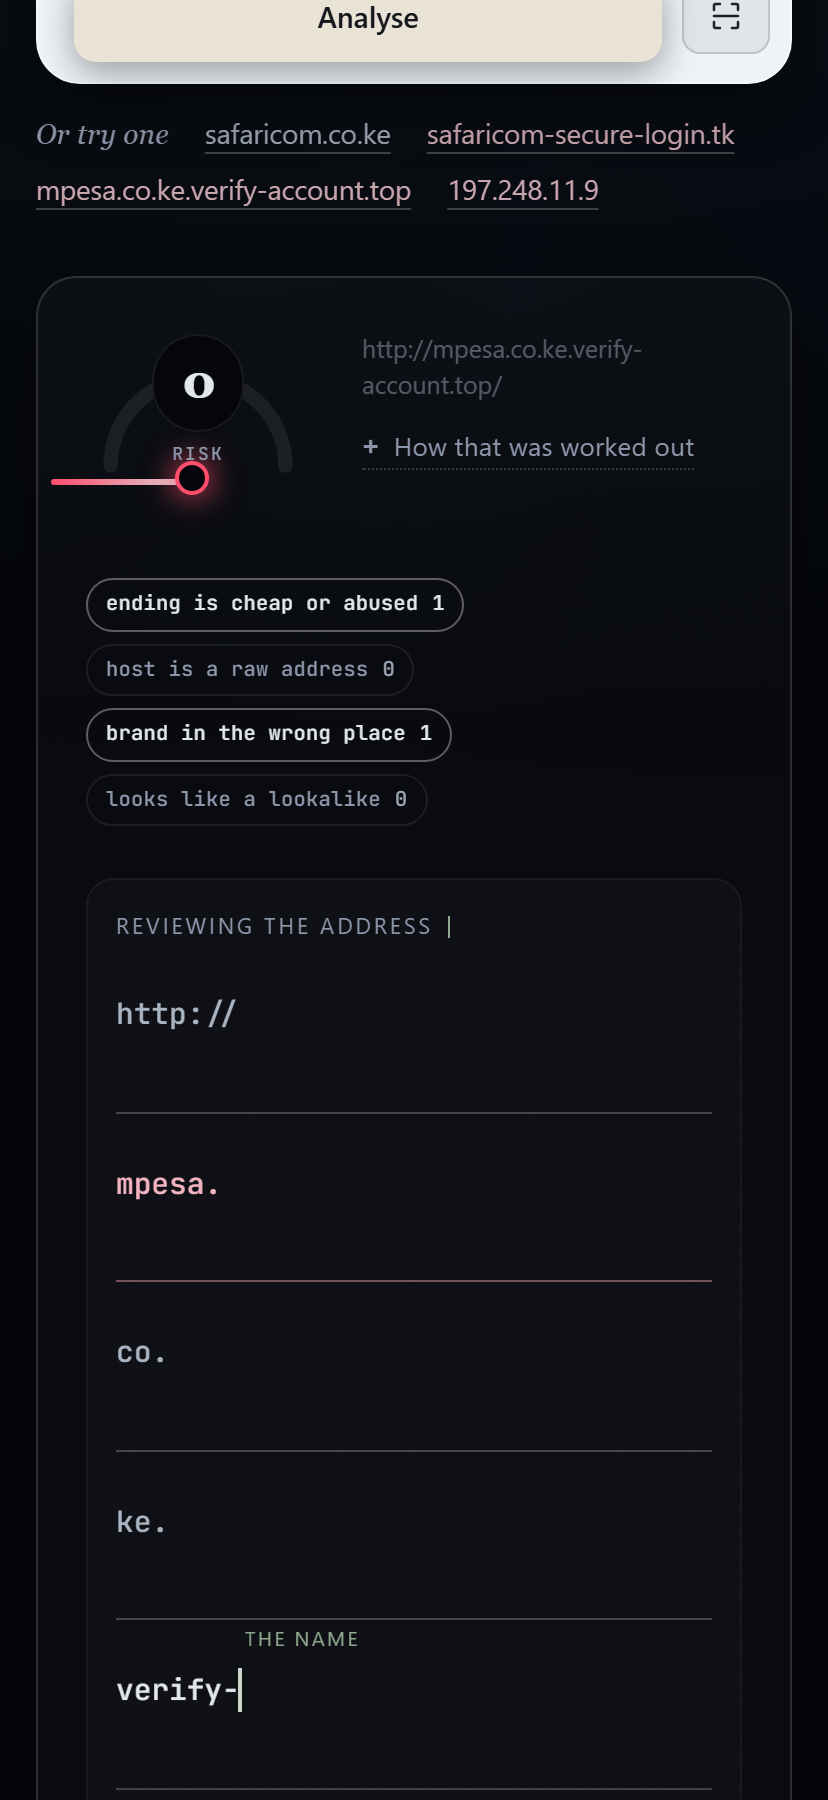 Analyse
Or try one safaricom.co.ke safaricom-secure-login.tk
mpesa.co.ke.verify-account.top 197.248.11.9
0
RISK
http://mpesa.co.ke.verify-
account.top/
+ How that was worked out
ending is cheap or abused 1
host is a raw address 0
brand in the wrong place 1
looks like a lookalike 0
REVIEWING THE ADDRESS
http://
mpesa.
co.
ke.
THE NAME
verify-